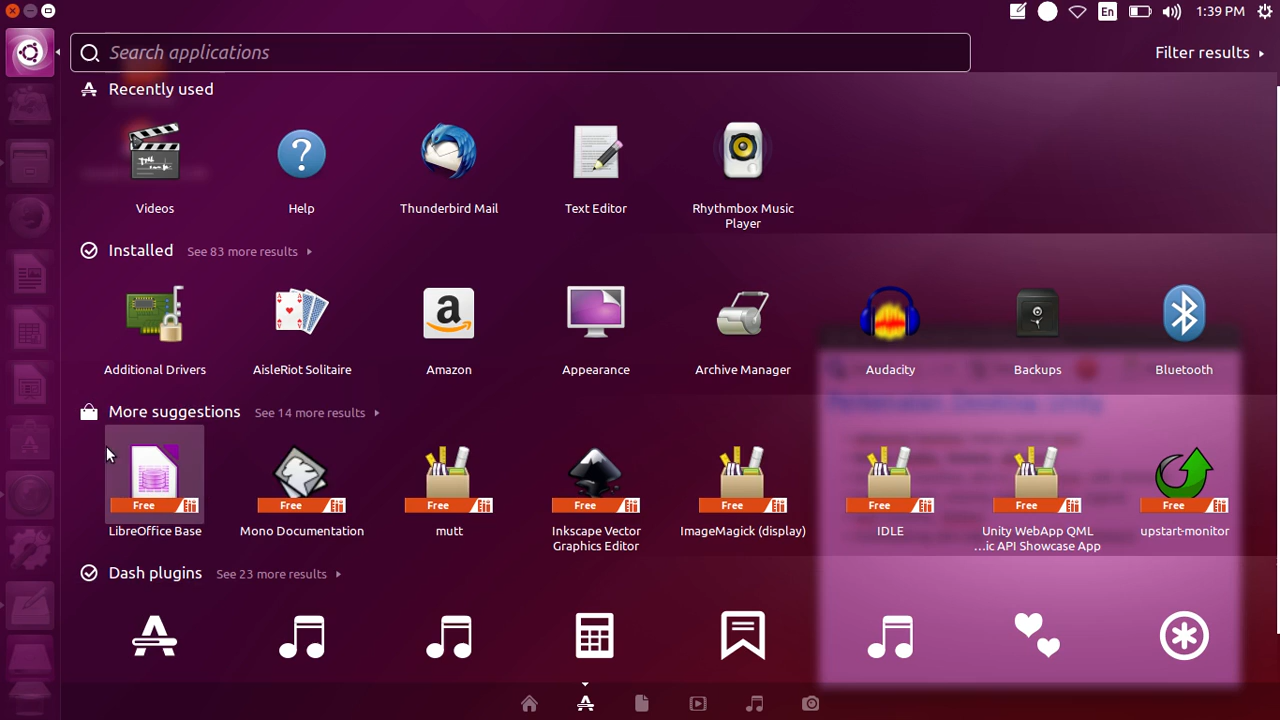 En
1:39 PM
Search applications
Filter results
Recently used
Videos
Help
Thunderbird Mail
Text Editor
Rhythmbox Music
Player
Installed See 83 more results
Additional Drivers
AisleRiot Solitaire
a
Amazon
Appearance
Archive Manager
Audacity
Backups
Bluetooth
More suggestions See 14 more results
Free
Free
Free
Free
Free
Free
Free
Free
LibreOffice Base
Mono Documentation
mutt
Inkscape Vector
Graphics Editor
ImageMagick (display)
IDLE
Unity WebApp QML
...ic API Showcase App
upstart-monitor
Dash plugins See 23 more results